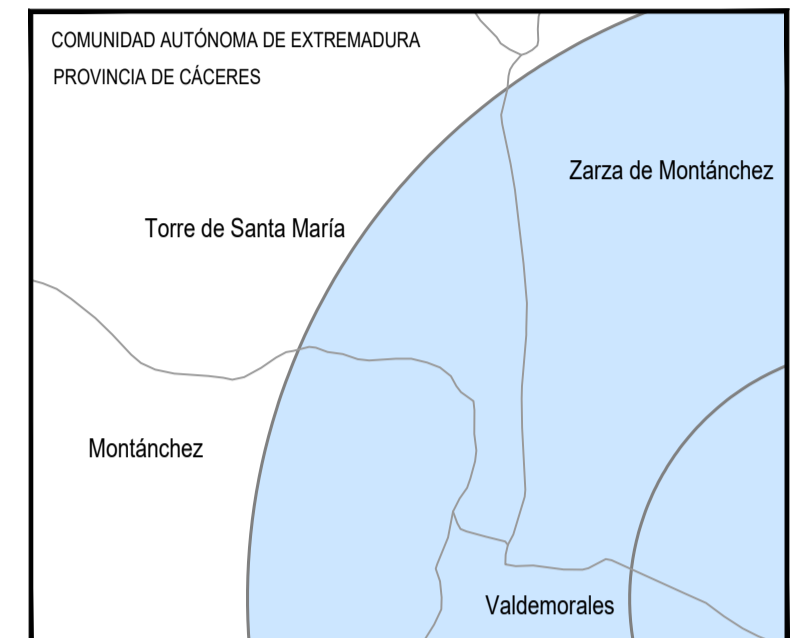 COMUNIDAD AUTÓNOMA DE EXTREMADURA
PROVINCIA DE CÁCERES
Zarza de Montánchez
Torre de Santa María
Montánchez
Valdemorales